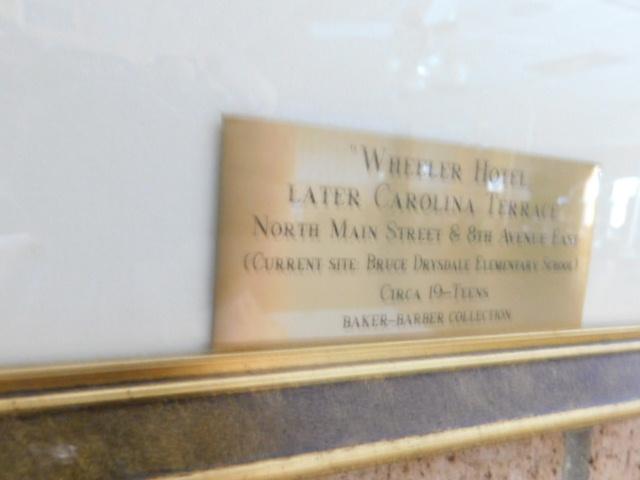 "Wheeler Hotel
later Carolina Terrace"
North Main Street & 8th Avenue East
(Current site: Bruce Drysdale Elementary School)
Circa 19-Teens
Baker-Barber Collection